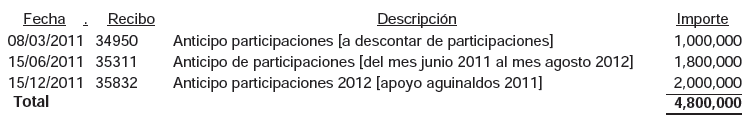 Fecha . Recibo Descripción Importe
08/03/2011 34950 Anticipo participaciones [a descontar de participaciones] 1,000,000
15/06/2011 35311 Anticipo de participaciones [del mes junio 2011 al mes agosto 2012] 1,800,000
15/12/2011 35832 Anticipo participaciones 2012 [apoyo aguinaldos 2011] 2,000,000
Total 4,800,000